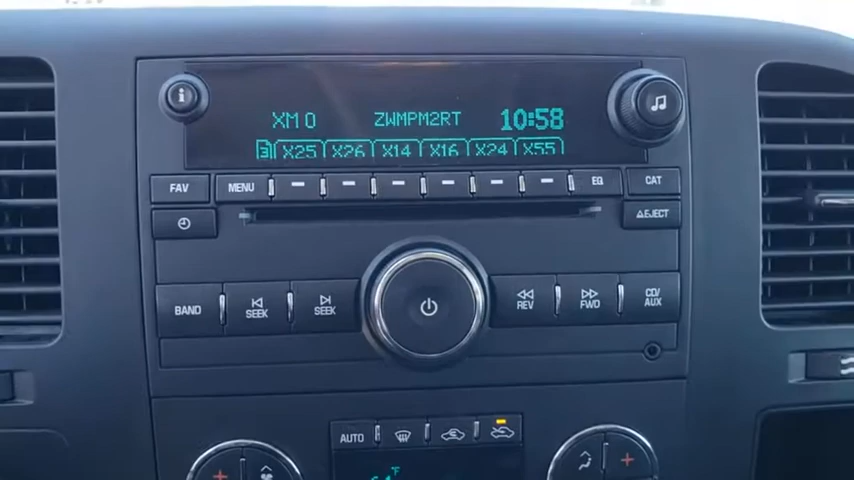 XM 0 ZWMPM2RT 10:58
3 X25 X26 X14 X16 X24 X55
FAV MENU EQ CAT
EJECT
BAND SEEK SEEK REV FWD CD/AUX
AUTO
°F